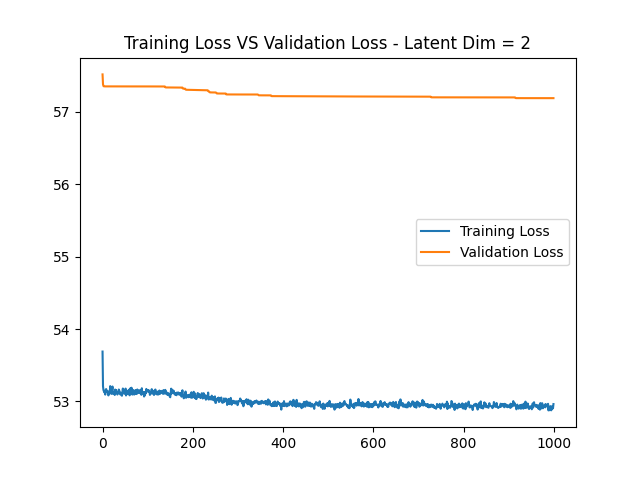 Training Loss VS Validation Loss - Latent Dim = 2
57
56
55
54
53
Training Loss
Validation Loss
0 200 400 600 800 1000